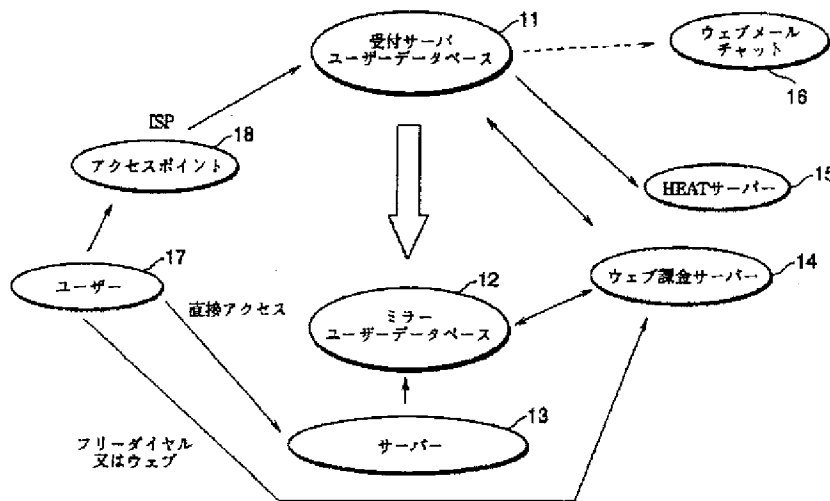 11
受付サーバ
ユーザーデータベース
ウェブメール
チャット
16
ISP
18
アクセスポイント
HEATサーバー
15
17
ユーザー
直接アクセス
12
ミラー
ユーザーデータベース
ウェブ課金サーバー
14
13
サーバー
フリーダイヤル
又はウェブ